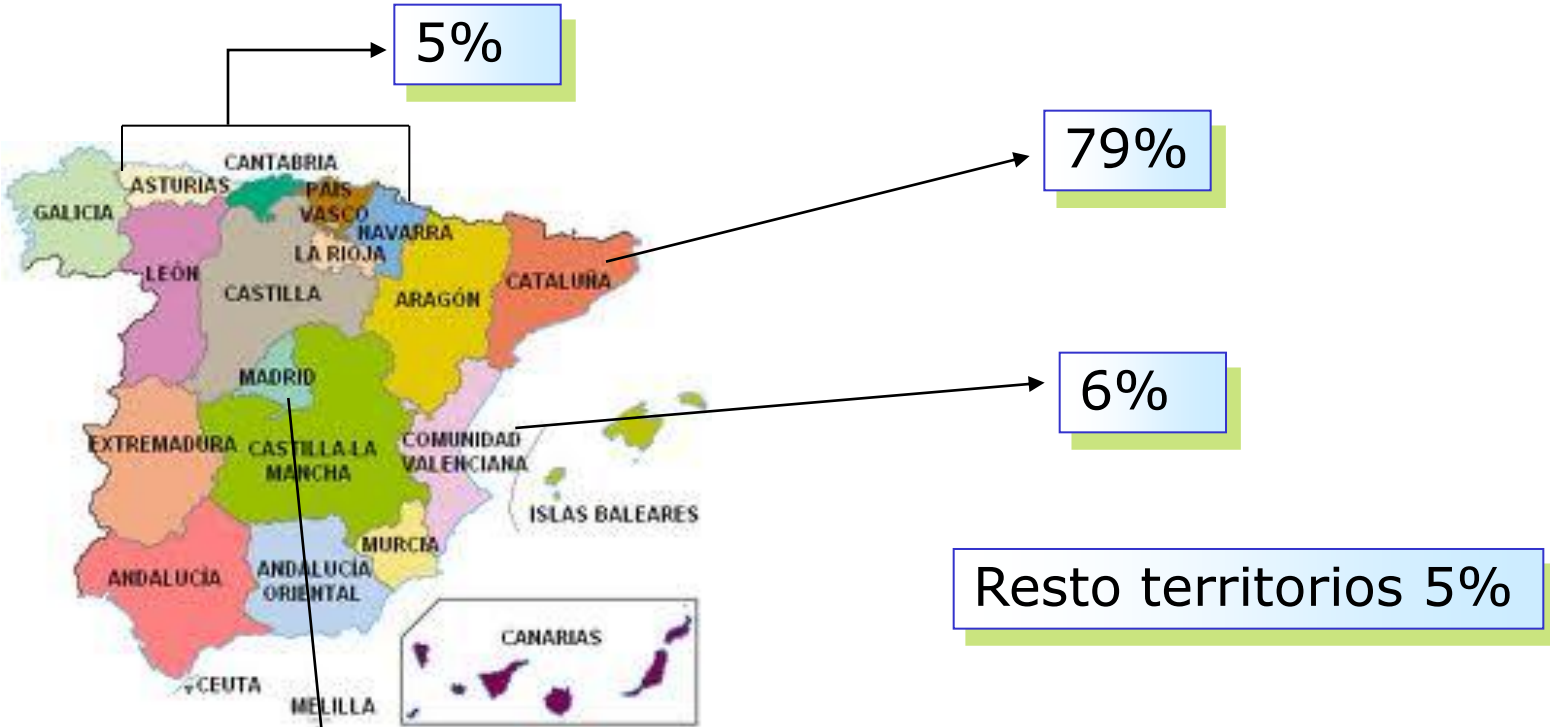 5%
79%
CANTABRIA
ASTURIAS
PAIS
VASCO
GALICIA
NAVARRA
LA RIOJA
LEÓN
CASTILLA
ARAGÓN
CATALUÑA
MADRID
6%
EXTREMADURA
CASTILLA-LA
MANCHA
COMUNIDAD
VALENCIANA
ISLAS BALEARES
MURCIA
ANDALUCÍA
ANDALUCÍA
ORIENTAL
Resto territorios 5%
CANARIAS
CEUTA
MELILLA